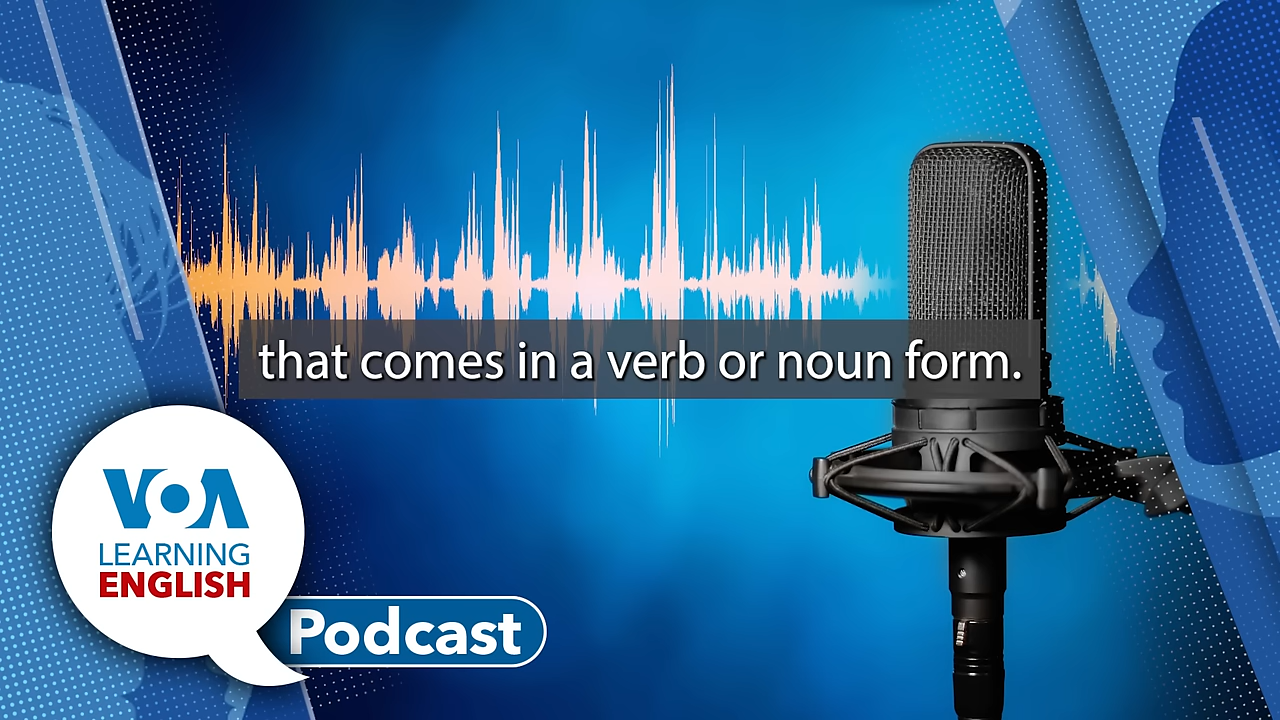 that comes in a verb or noun form.
VOA
LEARNING
ENGLISH
Podcast